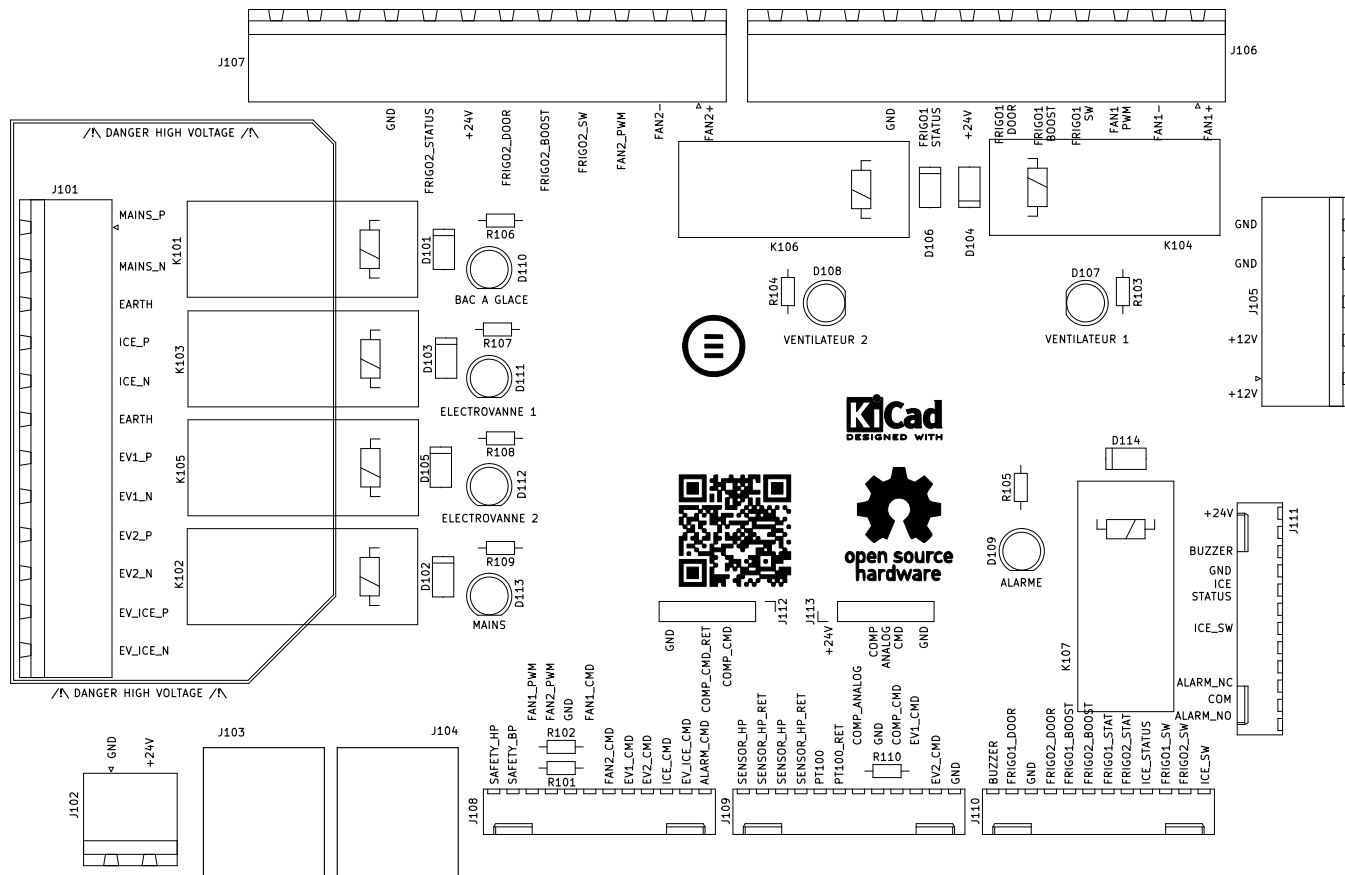 J107
J106
GND
FRIGO2_STATUS
+24V
FRIGO2_DOOR
FRIGO2_BOOST
FRIGO2_SW
FAN2_PWM
FAN2-
FAN2+
GND
FRIGO1
STATUS
+24V
FRIGO1
DOOR
FRIGO1
BOOST
FRIGO1
SW
FAN1
PWM
FAN1-
FAN1+
/!\ DANGER HIGH VOLTAGE /!\
J101
MAINS_P
MAINS_N
EARTH
ICE_P
ICE_N
EARTH
EV1_P
EV1_N
EV2_P
EV2_N
EV_ICE_P
EV_ICE_N
/!\ DANGER HIGH VOLTAGE /!\
K101
D101
R106
D110
BAC A GLACE
K103
D103
R107
D111
ELECTROVANNE 1
K105
D105
R108
D112
ELECTROVANNE 2
K102
D102
R109
D113
MAINS
K106
D106
D104
K104
R104
D108
VENTILATEUR 2
D107
R103
VENTILATEUR 1
GND
GND
J105
+12V
+12V
KiCad
DESIGNED WITH
open source
hardware
R105
D109
ALARME
D114
K107
+24V
BUZZER
GND
ICE
STATUS
ICE_SW
ALARM_NC
COM
ALARM_NO
J111
J112
GND
COMP_CMD_RET
COMP_CMD
J113
+24V
COMP
ANALOG
CMD
GND
J102
GND
+24V
J103
J104
J108
SAFETY_HP
SAFETY_BP
FAN1_PWM
FAN2_PWM
GND
FAN1_CMD
R102
R101
FAN2_CMD
EV1_CMD
EV2_CMD
ICE_CMD
EV_ICE_CMD
ALARM_CMD
J109
SENSOR_HP
SENSOR_HP_RET
SENSOR_HP
SENSOR_HP_RET
PT100
PT100_RET
COMP_ANALOG
GND
COMP_CMD
EV1_CMD
R110
EV2_CMD
GND
J110
BUZZER
FRIGO1_DOOR
GND
FRIGO2_DOOR
FRIGO1_BOOST
FRIGO2_BOOST
FRIGO1_STAT
FRIGO2_STAT
ICE_STATUS
FRIGO1_SW
FRIGO2_SW
ICE_SW